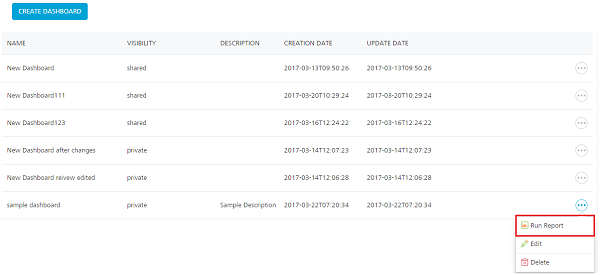 CREATE DASHBOARD
NAME VISIBILITY DESCRIPTION CREATION DATE UPDATE DATE
New Dashboard shared 2017-03-13T09:50:26 2017-03-13T09:50:26
New Dashboard111 shared 2017-03-20T10:29:24 2017-03-20T10:29:24
New Dashboard123 shared 2017-03-16T12:24:22 2017-03-16T12:24:22
New Dashboard after changes private 2017-03-14T12:07:23 2017-03-14T12:07:23
New Dashboard reivew edited private 2017-03-14T12:06:28 2017-03-14T12:06:28
sample dashboard private Sample Description 2017-03-22T07:20:34 2017-03-22T07:20:34
Run Report
Edit
Delete